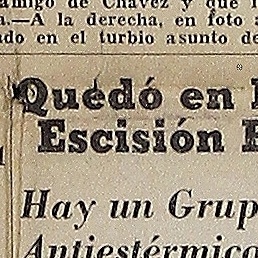 amigo de Chávez y que
a.—A la derecha, en foto
ado en el turbio asunto de
Quedó en
Escisión
Hay un Grup
Antiestérmico